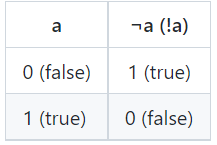 a ¬a (!a)
0 (false) 1 (true)
1 (true) 0 (false)